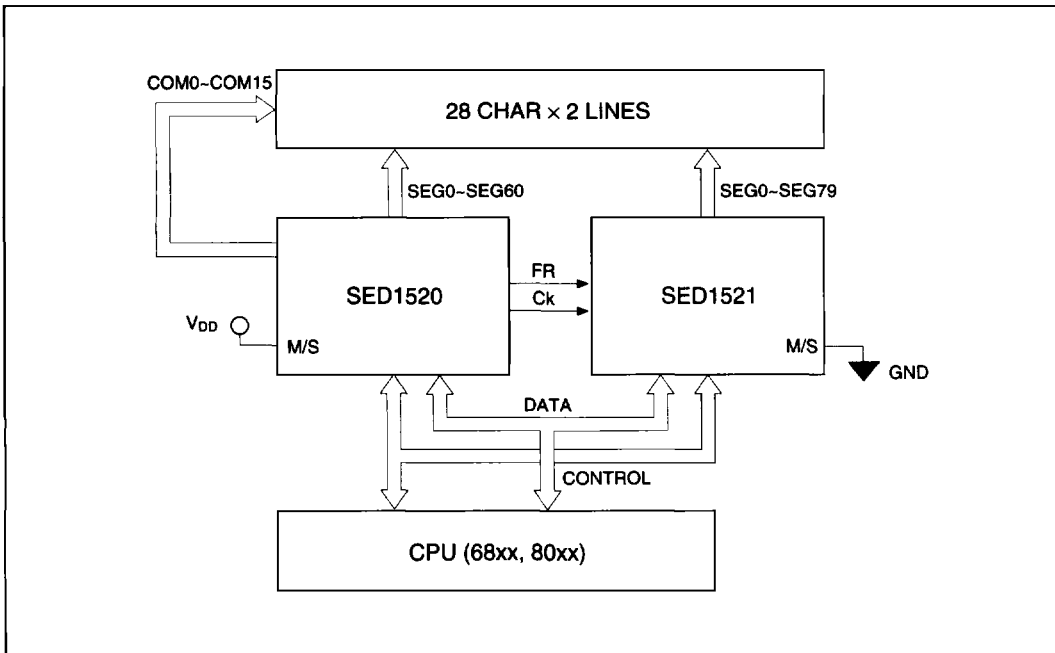 COM0~COM15
28 CHAR × 2 LINES
SEG0~SEG60
SEG0~SEG79
SED1520
FR
Ck
SED1521
VDD
M/S
M/S
GND
DATA
CONTROL
CPU (68xx, 80xx)